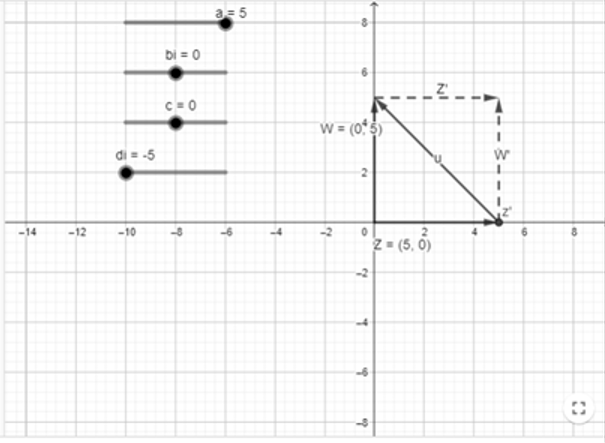 a = 5
bi = 0
c = 0
di = -5
8
6
4
2
0
-2
-4
-6
-8
-14 -12 -10 -8 -6 -4 -2 2 4 6 8
Z'
W = (0, 5)
u
W'
z'
Z = (5, 0)